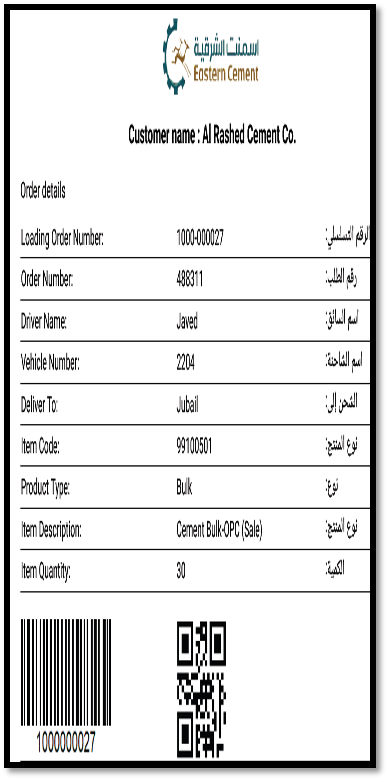 اسمنت الشرقية
Eastern Cement
Customer name : Al Rashed Cement Co.
Order details
Loading Order Number: 1000-000027 الرقم التسلسلي:
Order Number: 488311 رقم الطلب:
Driver Name: Javed اسم السائق:
Vehicle Number: 2204 اسم الشاحنة:
Deliver To: Jubail الشحن إلى:
Item Code: 99100501 نوع المنتج:
Product Type: Bulk نوع:
Item Description: Cement Bulk-OPC (Sale) نوع المنتج:
Item Quantity: 30 الكمية:
1000000027